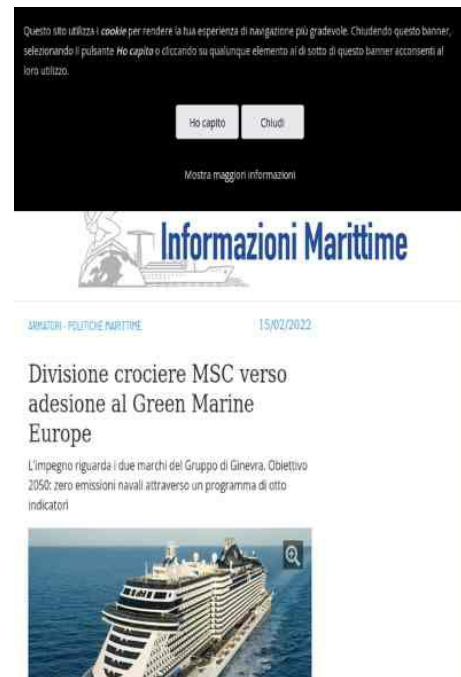 Questo sito utilizza i cookie per rendere la tua esperienza di navigazione più gradevole. Chiudendo questo banner,
selezionando il pulsante Ho capito o cliccando su qualunque elemento al di sotto di questo banner acconsenti al
loro utilizzo.
Ho capito
Chiudi
Mostra maggiori informazioni
Informazioni Marittime
ARMATORI - POLITICHE MARITTIME
15/02/2022
Divisione crociere MSC verso
adesione al Green Marine
Europe
L'impegno riguarda i due marchi del Gruppo di Ginevra. Obiettivo
2050: zero emissioni navali attraverso un programma di otto
indicatori